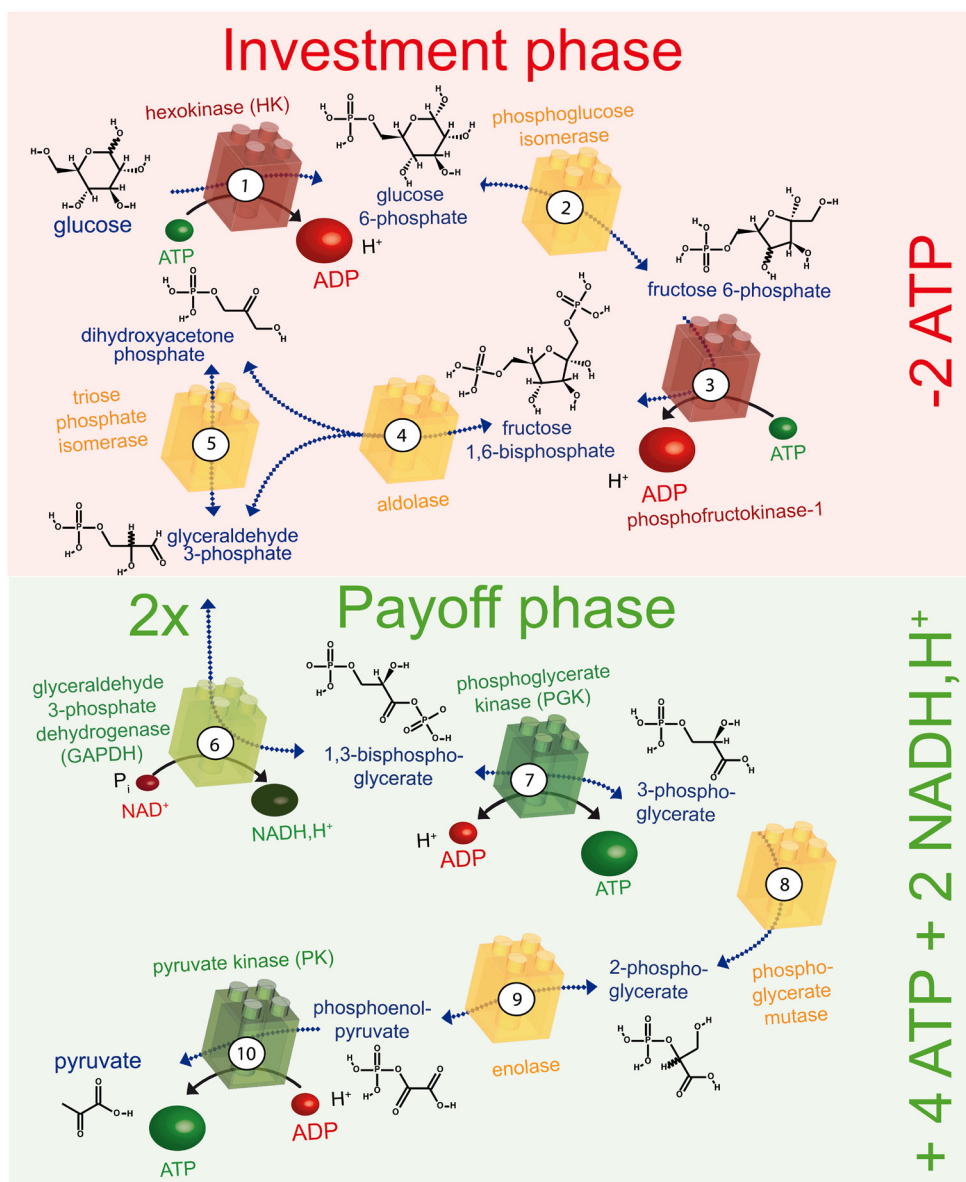 Investment phase
hexokinase (HK)
1
glucose
ATP
ADP
H⁺
glucose
6-phosphate
phosphoglucose
isomerase
2
fructose 6-phosphate
-2 ATP
dihydroxyacetone
phosphate
triose
phosphate
isomerase
5
4
aldolase
fructose
1,6-bisphosphate
3
ATP
H⁺
ADP
phosphofructokinase-1
glyceraldehyde
3-phosphate
2x
Payoff phase
glyceraldehyde
3-phosphate
dehydrogenase
(GAPDH)
6
Pi
NAD⁺
NADH,H⁺
1,3-bisphospho-
glycerate
phosphoglycerate
kinase (PGK)
7
H⁺
ADP
ATP
3-phospho-
glycerate
8
phospho-
glycerate
mutase
2-phospho-
glycerate
9
enolase
phosphoenol-
pyruvate
pyruvate kinase (PK)
10
pyruvate
ATP
ADP
H⁺
+ 4 ATP + 2 NADH,H⁺